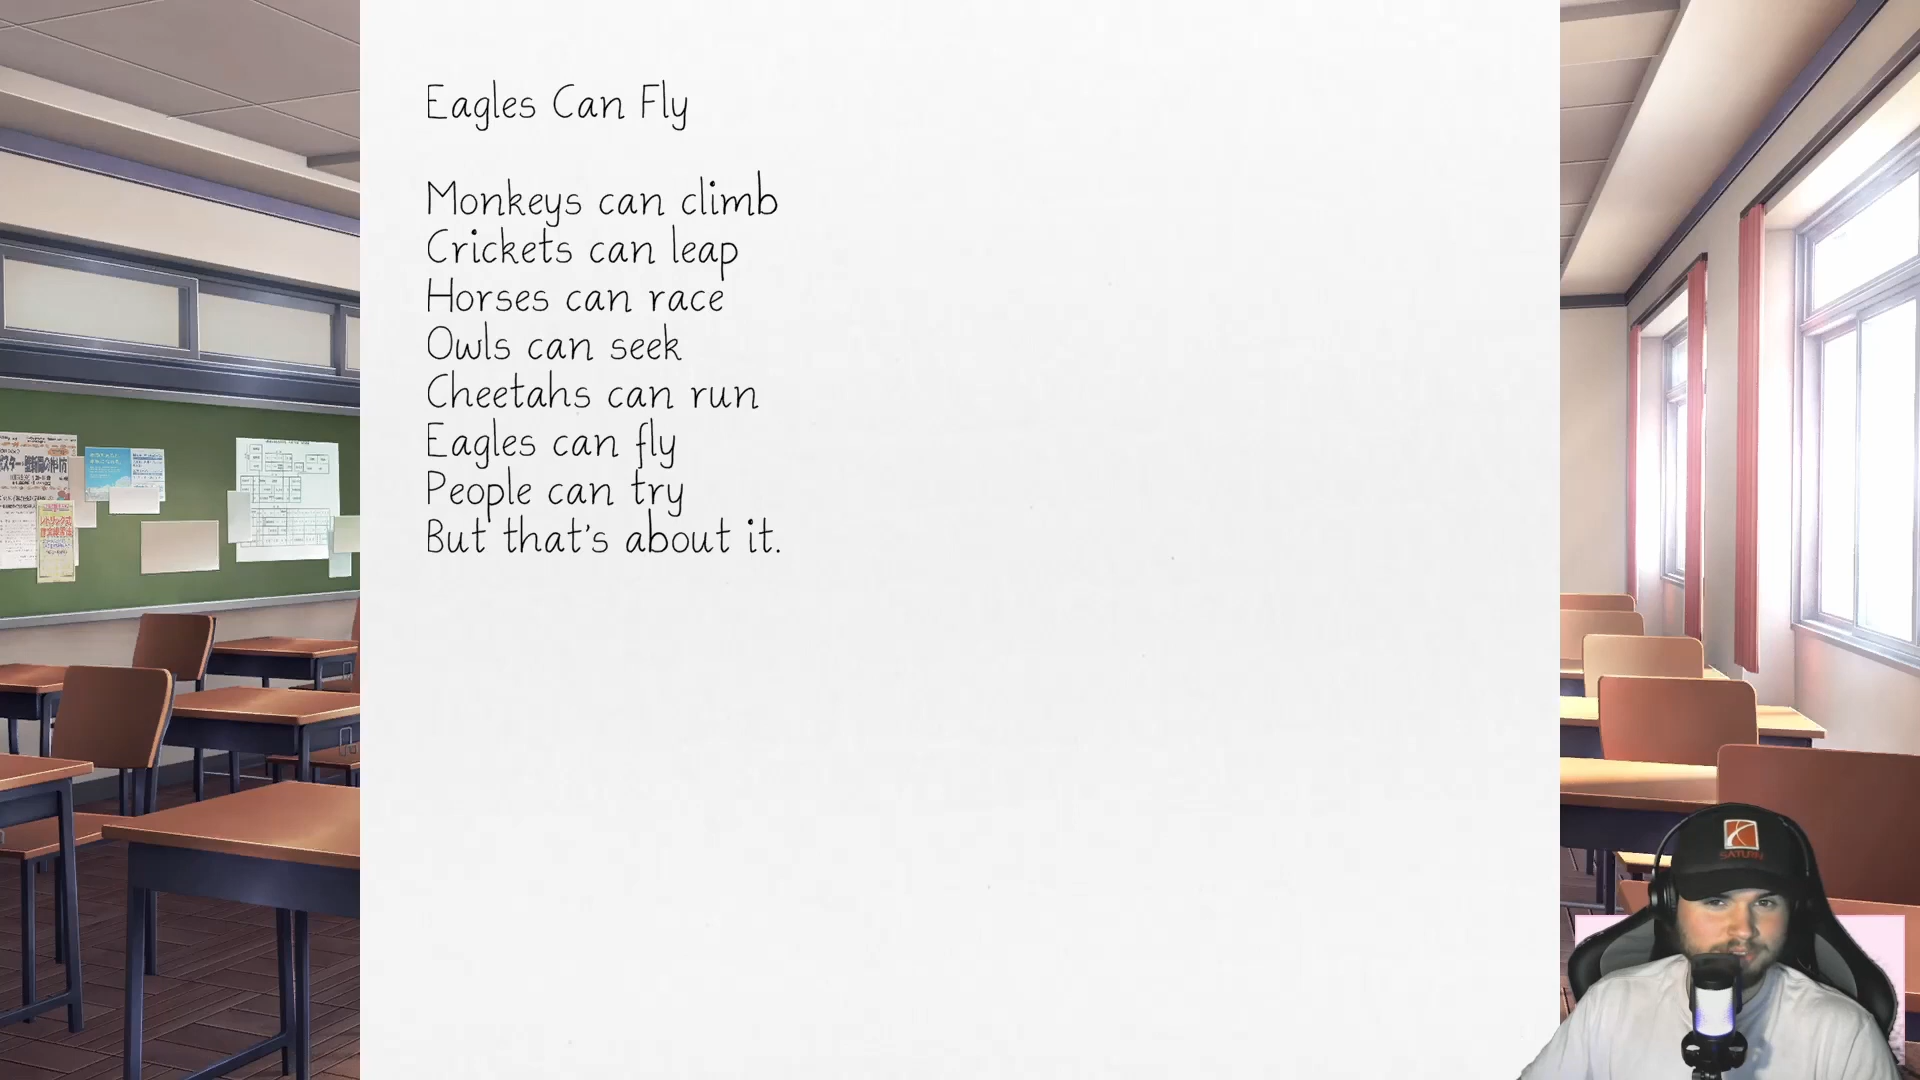 Eagles Can Fly
Monkeys can climb
Crickets can leap
Horses can race
Owls can seek
Cheetahs can run
Eagles can fly
People can try
But that's about it.
SATURN